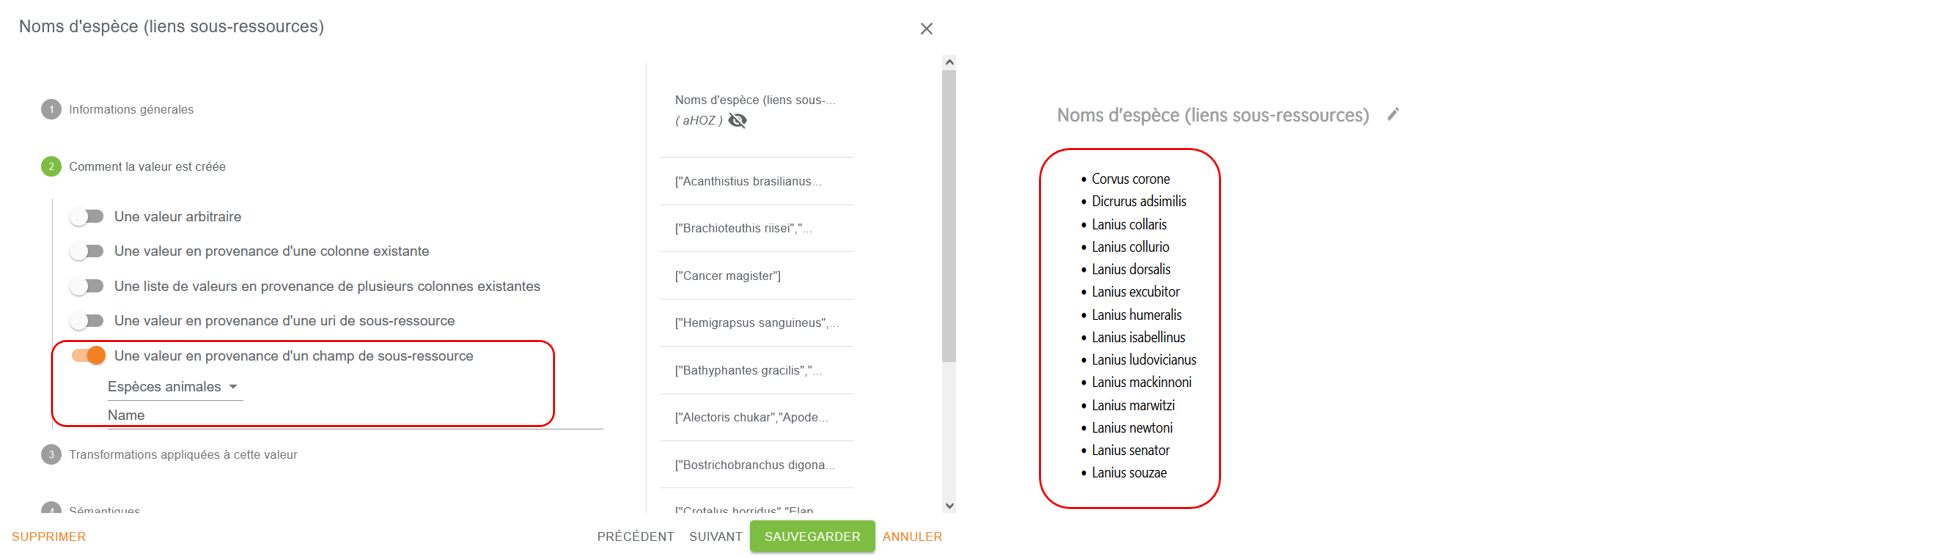 Noms d'espèce (liens sous-ressources)
1 Informations génerales
2 Comment la valeur est créée
Une valeur arbitraire
Une valeur en provenance d'une colonne existante
Une liste de valeurs en provenance de plusieurs colonnes existantes
Une valeur en provenance d'une uri de sous-ressource
Une valeur en provenance d'un champ de sous-ressource
Espèces animales
Name
3 Transformations appliquées à cette valeur
4 Sémantiques
SUPPRIMER
PRÉCÉDENT SUIVANT SAUVEGARDER ANNULER
Noms d'espèce (liens sous-...
( aHOZ )
["Acanthistius brasilianus...
["Brachioteuthis riisei","...
["Cancer magister"]
["Hemigrapsus sanguineus",...
["Bathyphantes gracilis","...
["Alectoris chukar","Apode...
["Bostrichobranchus digona...
["Crotalus horridus","Elap...
Noms d'espèce (liens sous-ressources)
• Corvus corone
• Dicrurus adsimilis
• Lanius collaris
• Lanius collurio
• Lanius dorsalis
• Lanius excubitor
• Lanius humeralis
• Lanius isabellinus
• Lanius ludovicianus
• Lanius mackinnoni
• Lanius marwitzi
• Lanius newtoni
• Lanius senator
• Lanius souzae